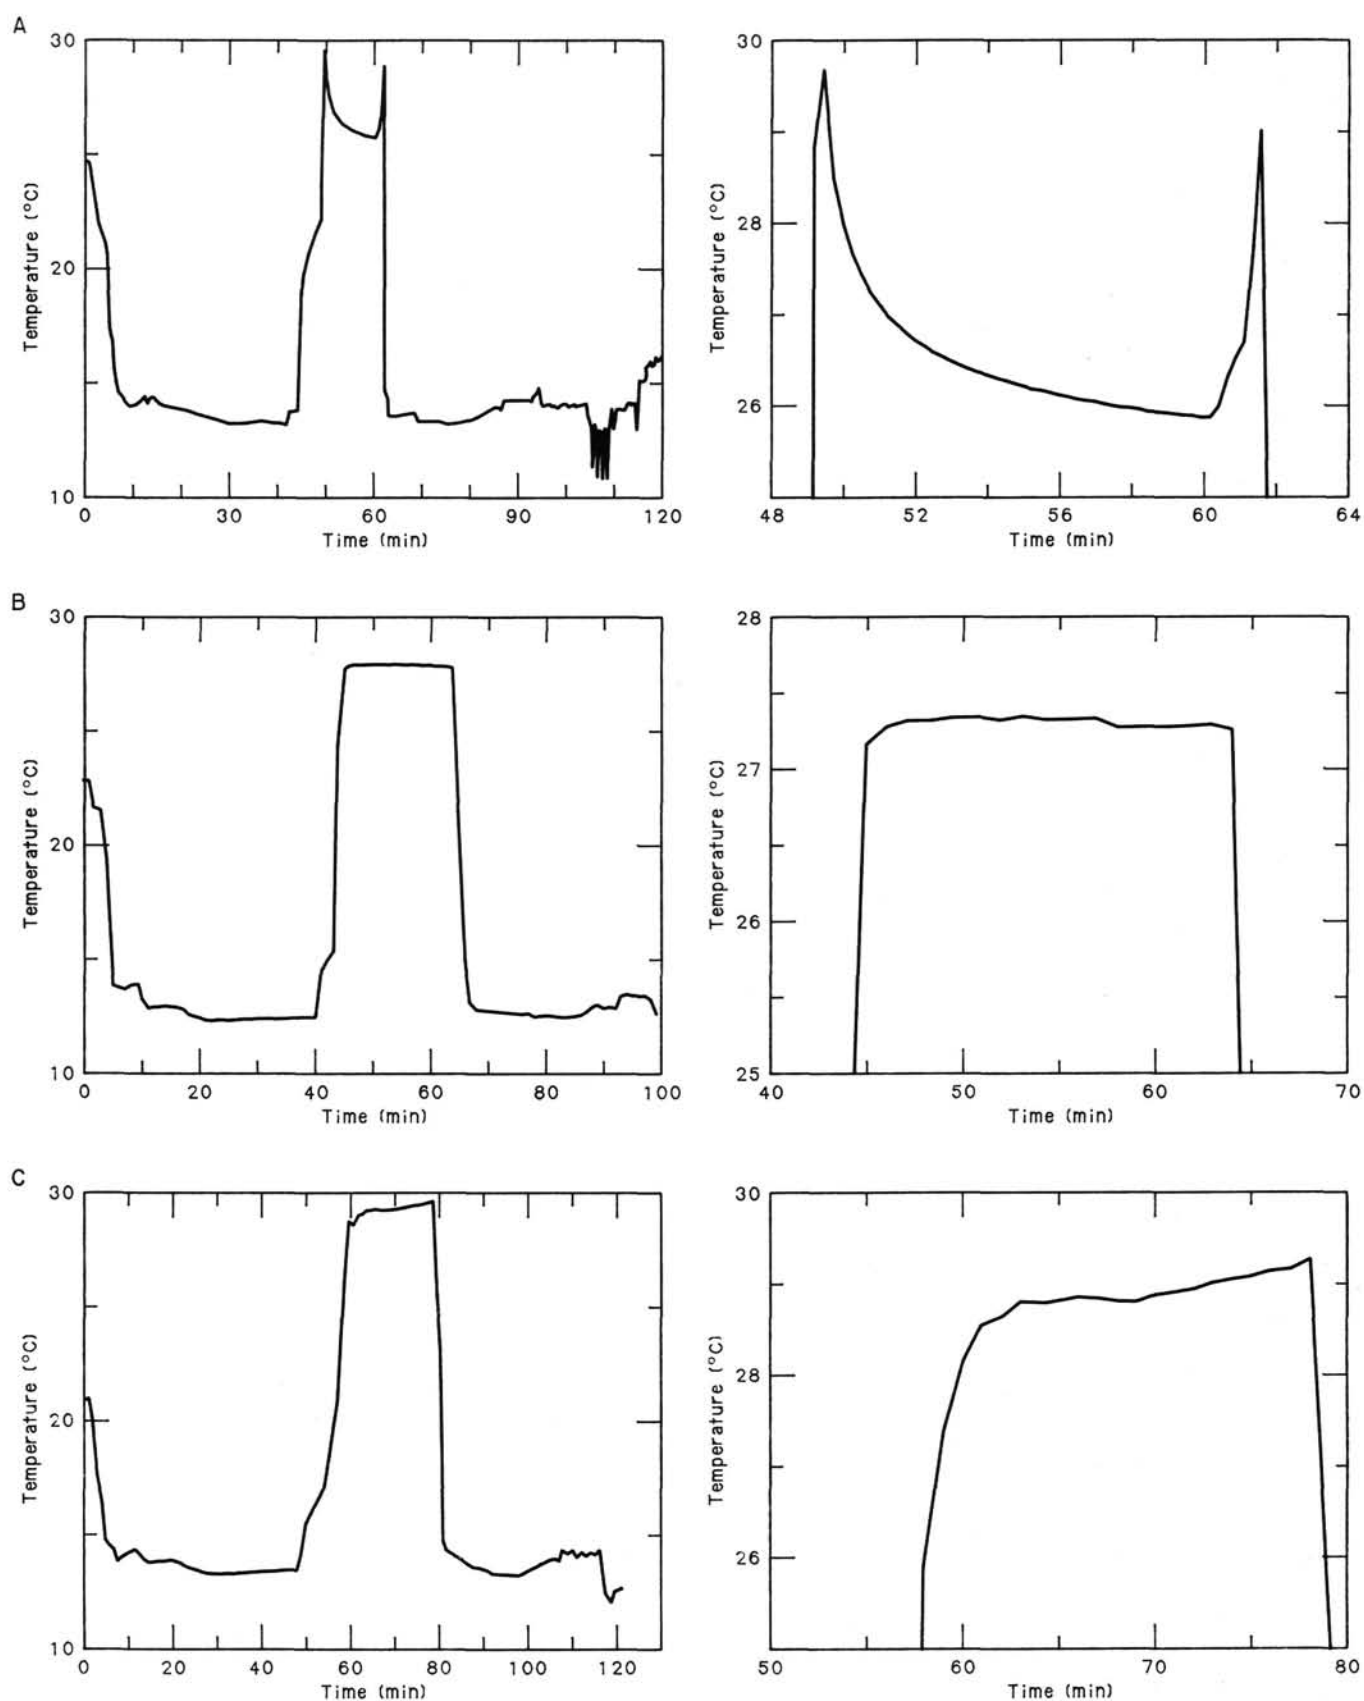 A
30
20
10
Temperature (°C)
0 30 60 90 120
Time (min)
30
28
26
Temperature (°C)
48 52 56 60 64
Time (min)
B
30
20
10
Temperature (°C)
0 20 40 60 80 100
Time (min)
28
27
26
25
Temperature (°C)
40 50 60 70
Time (min)
C
30
20
10
Temperature (°C)
0 20 40 60 80 100 120
Time (min)
30
28
26
Temperature (°C)
50 60 70 80
Time (min)